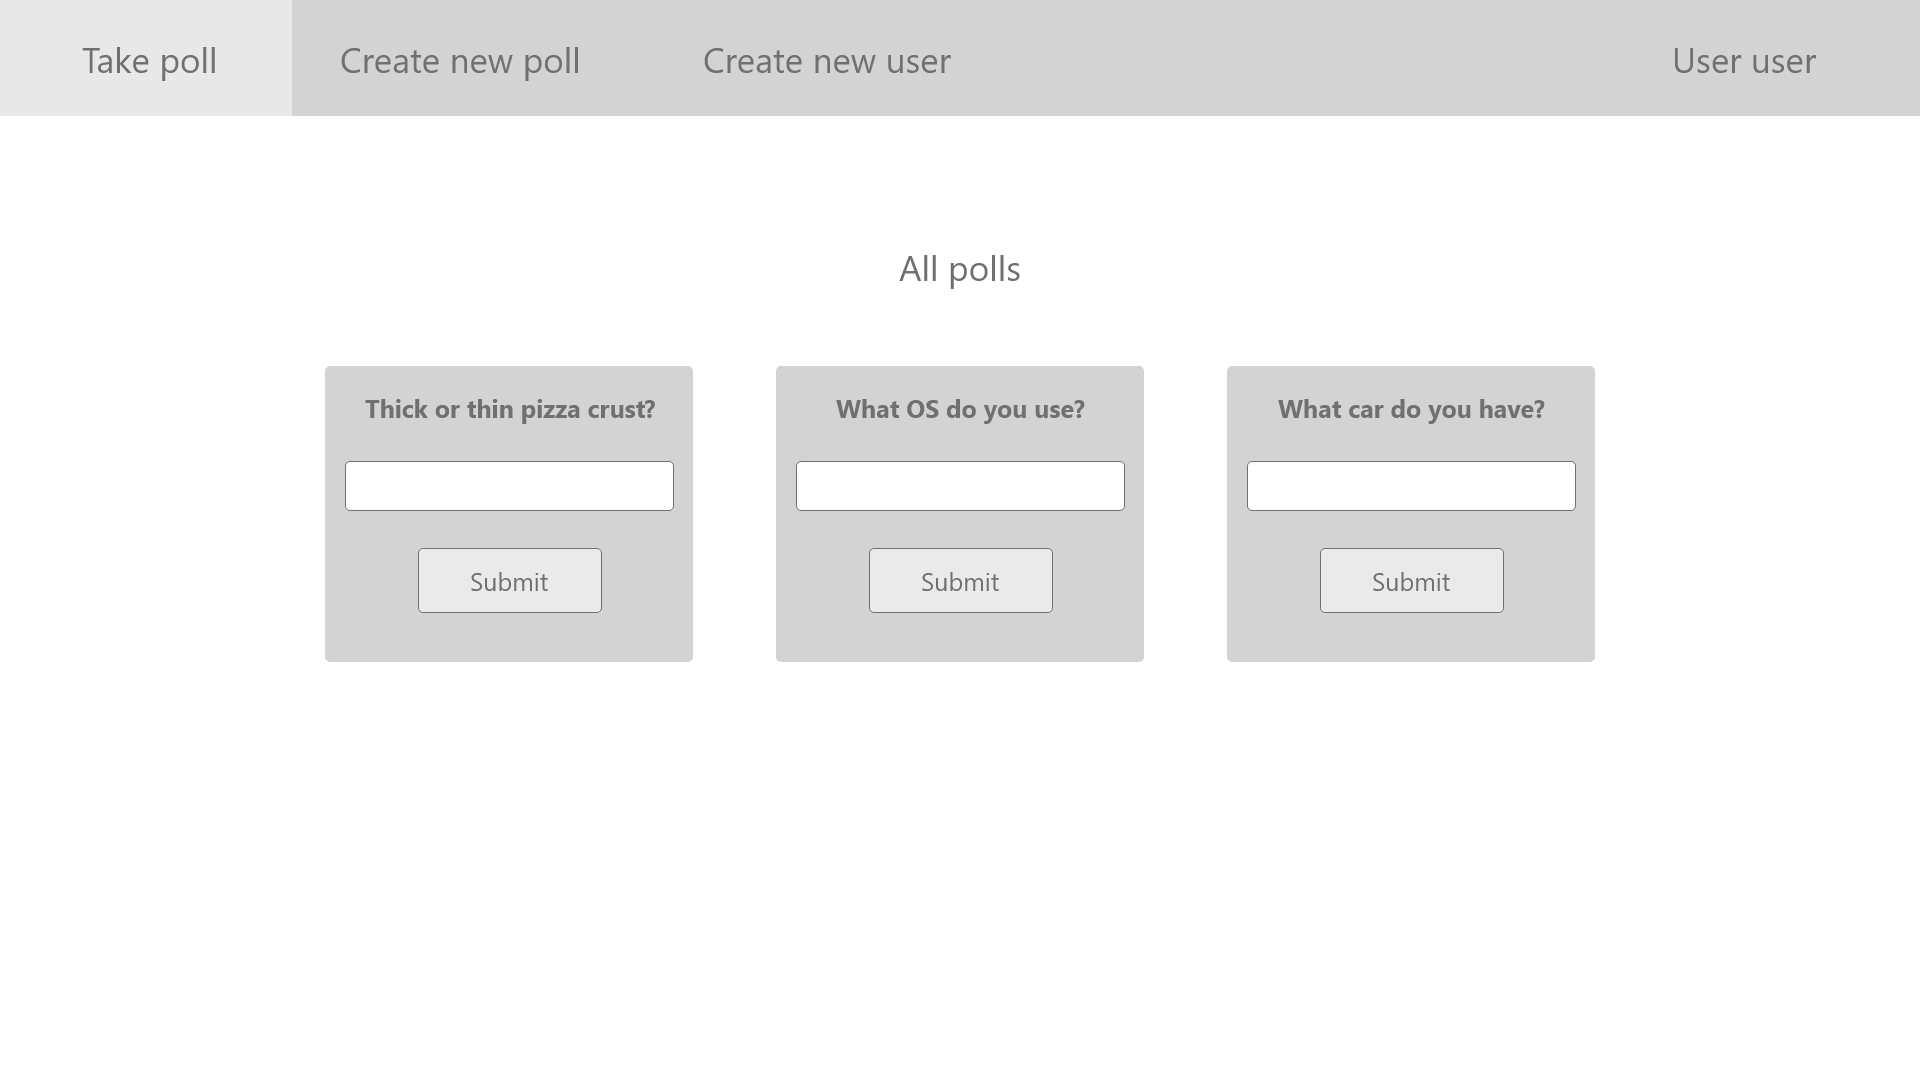 Take poll
Create new poll
Create new user
User user
All polls
Thick or thin pizza crust?
What OS do you use?
What car do you have?
Submit
Submit
Submit